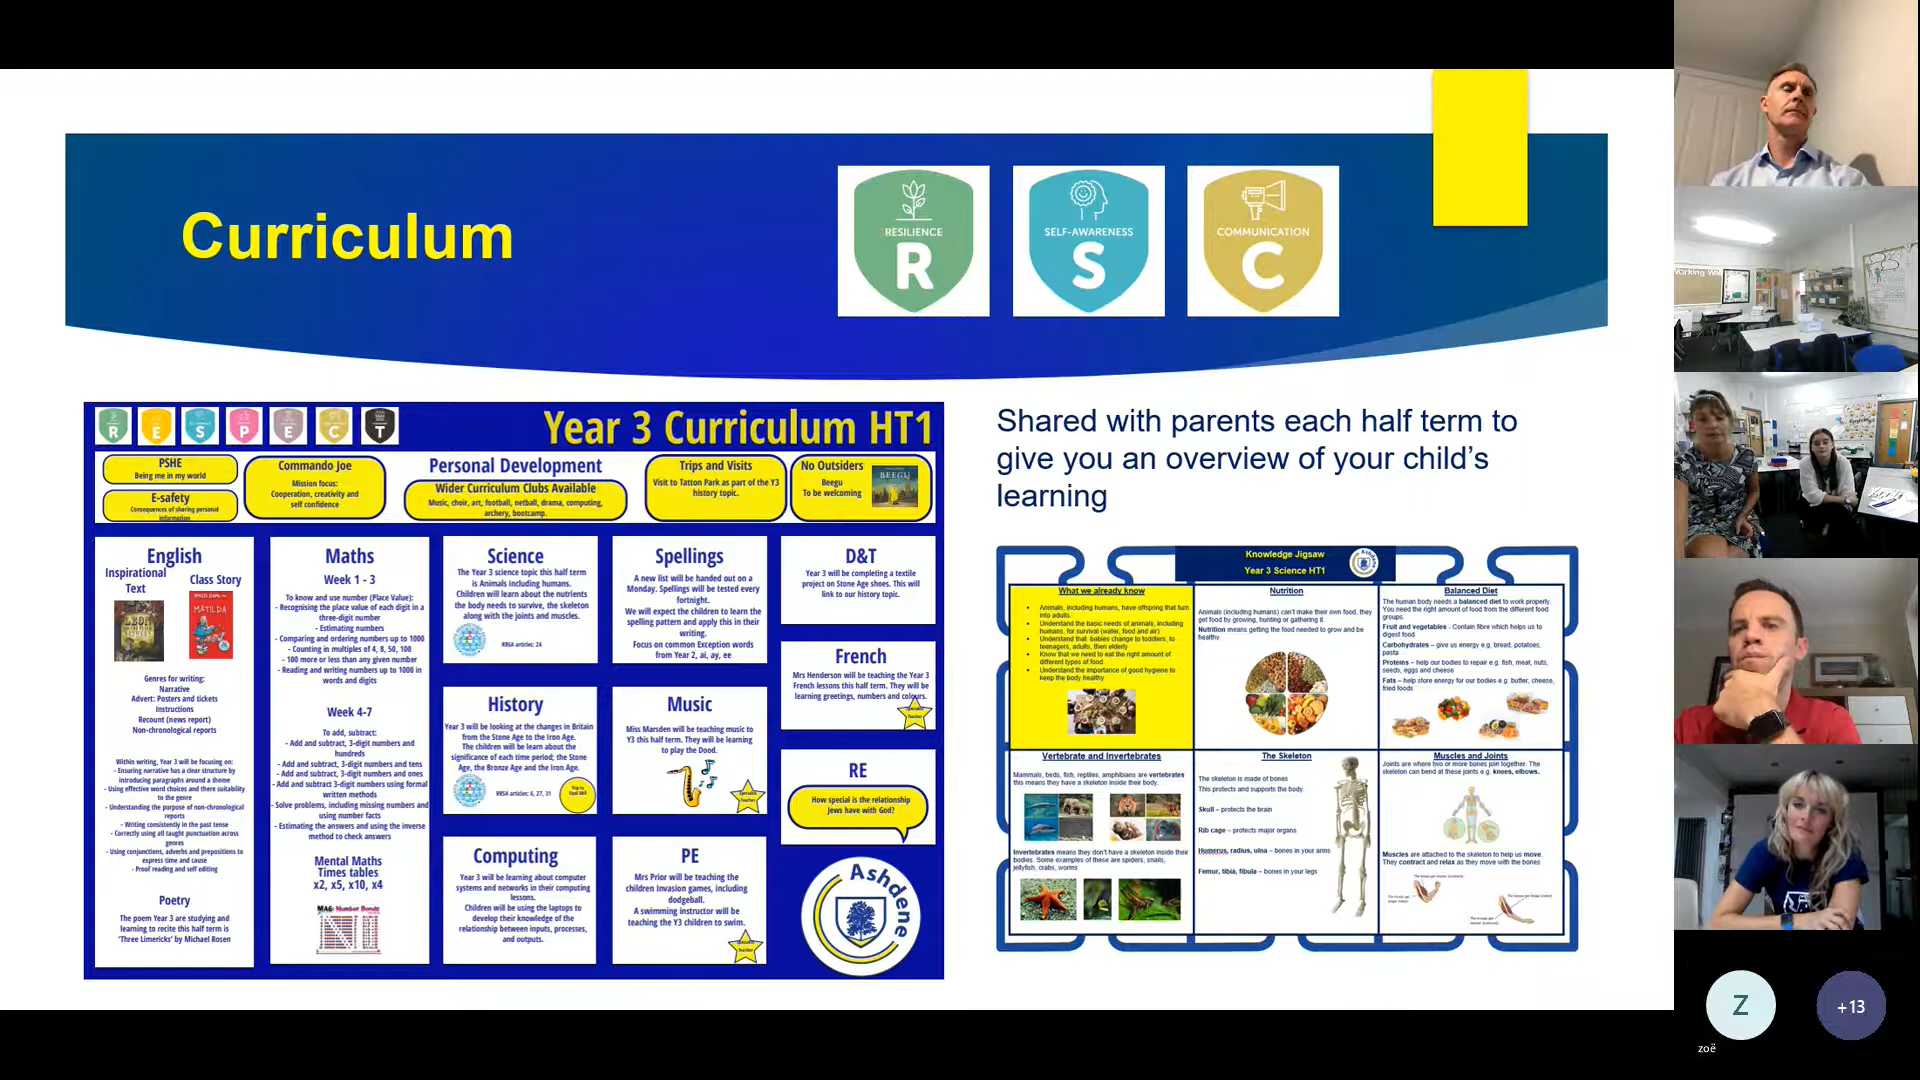 Curriculum
RESILIENCE
R
SELF-AWARENESS
S
COMMUNICATION
C
Shared with parents each half term to
give you an overview of your child's
learning
R
E
S
P
E
C
T
Year 3 Curriculum HT1
PSHE
Being me in my world
E-safety
Consequences of sharing personal
information
Commando Joe
Mission focus:
Cooperation, creativity and
self confidence
Personal Development
Wider Curriculum Clubs Available
Music, choir, art, football, netball, drama, computing,
archery, bootcamp.
Trips and Visits
Visit to Tatton Park as part of the Y3
history topic.
No Outsiders
Beegu
To be welcoming
BEEGU
English
Inspirational
Text
Class Story
LEON
MATILDA
Genres for writing:
Narrative
Advert: Posters and tickets
Instructions
Recount (news report)
Non-chronological reports
Within writing, Year 3 will be focusing on:
- Ensuring narrative has a clear structure by
introducing paragraphs around a theme
- Using effective word choices and there suitability
to the genre
- Understanding the purpose of non-chronological
reports
- Writing consistently in the past tense
- Correctly using all taught punctuation across
genres
- Using conjunctions, adverbs and prepositions to
express time and cause
- Proof reading and self editing
Poetry
The poem Year 3 are studying and
learning to recite this half term is
'Three Limericks' by Michael Rosen
Maths
Week 1 - 3
To know and use number (Place Value):
- Recognising the place value of each digit in a
three-digit number
- Estimating numbers
- Comparing and ordering numbers up to 1000
- Counting in multiples of 4, 8, 50, 100
- 100 more or less than any given number
- Reading and writing numbers up to 1000 in
words and digits
Week 4-7
To add, subtract:
- Add and subtract, 3-digit numbers and
hundreds
- Add and subtract, 3-digit numbers and tens
- Add and subtract, 3-digit numbers and ones
- Add and subtract 3-digit numbers using formal
written methods
- Solve problems, including missing numbers and
using number facts
- Estimating the answers and using the inverse
method to check answers
Mental Maths
Times tables
x2, x5, x10, x4
MA6: Number Bonds
Science
The Year 3 science topic this half term
is Animals including humans.
Children will learn about the nutrients
the body needs to survive, the skeleton
along with the joints and muscles.
RRSA articles: 24
History
Year 3 will be looking at the changes in Britain
from the Stone Age to the Iron Age.
The children will be learn about the
significance of each time period; the Stone
Age, the Bronze Age and the Iron Age.
RRSA articles: 6, 27, 31
Computing
Year 3 will be learning about computer
systems and networks in their computing
lessons.
Children will be using the laptops to
develop their knowledge of the
relationship between inputs, processes,
and outputs.
Spellings
A new list will be handed out on a
Monday. Spellings will be tested every
fortnight.
We will expect the children to learn the
spelling pattern and apply this in their
writing.
Focus on common Exception words
from Year 2, ai, ay, ee
Music
Miss Marsden will be teaching music to
Y3 this half term. They will be learning
to play the Dood.
Specialist
Teacher
PE
Mrs Prior will be teaching the
children Invasion games, including
dodgeball.
A swimming instructor will be
teaching the Y3 children to swim.
Specialist
Teacher
D&T
Year 3 will be completing a textile
project on Stone Age shoes. This will
link to our history topic.
French
Mrs Henderson will be teaching the Year 3
French lessons this half term. They will be
learning greetings, numbers and colours.
Specialist
Teacher
RE
How special is the relationship
Jews have with God?
Ashdene
Knowledge Jigsaw
Year 3 Science HT1
Ashdene
What we already know
• Animals, including humans, have offspring that turn
into adults.
• Understand the basic needs of animals, including
humans, for survival (water, food and air)
• Understand that babies change to toddlers, to
teenagers, adults, then elderly
• Know that we need to eat the right amount of
different types of food
• Understand the importance of good hygiene to
keep the body healthy
Nutrition
Animals (including humans) can't make their own food, they
get food by growing, hunting or gathering it.
Nutrition means getting the food needed to grow and be
healthy.
Balanced Diet
The human body needs a balanced diet to work properly.
You need the right amount of food from the different food
groups.
Fruit and vegetables - Contain fibre which helps us to
digest food
Carbohydrates – give us energy e.g. bread, potatoes,
pasta
Proteins – help our bodies to repair e.g. fish, meat, nuts,
seeds, eggs and cheese
Fats – help store energy for our bodies e.g. butter, cheese,
fried foods
Vertebrate and Invertebrates
Mammals, birds, fish, reptiles, amphibians are vertebrates
this means they have a skeleton inside their body.
Invertebrates means they don't have a skeleton inside their
bodies. Some examples of these are spiders, snails,
jellyfish, crabs, worms
The Skeleton
The skeleton is made of bones
This protects and supports the body.
Skull – protects the brain
Rib cage – protects major organs
Humerus, radius, ulna – bones in your arms
Femur, tibia, fibula – bones in your legs
Muscles and Joints
Joints are where two or more bones join together. The
skeleton can bend at these joints e.g. knees, elbows.
Muscles are attached to the skeleton to help us move.
They contract and relax as they move with the bones
Working Wall
Z
zoë
+13